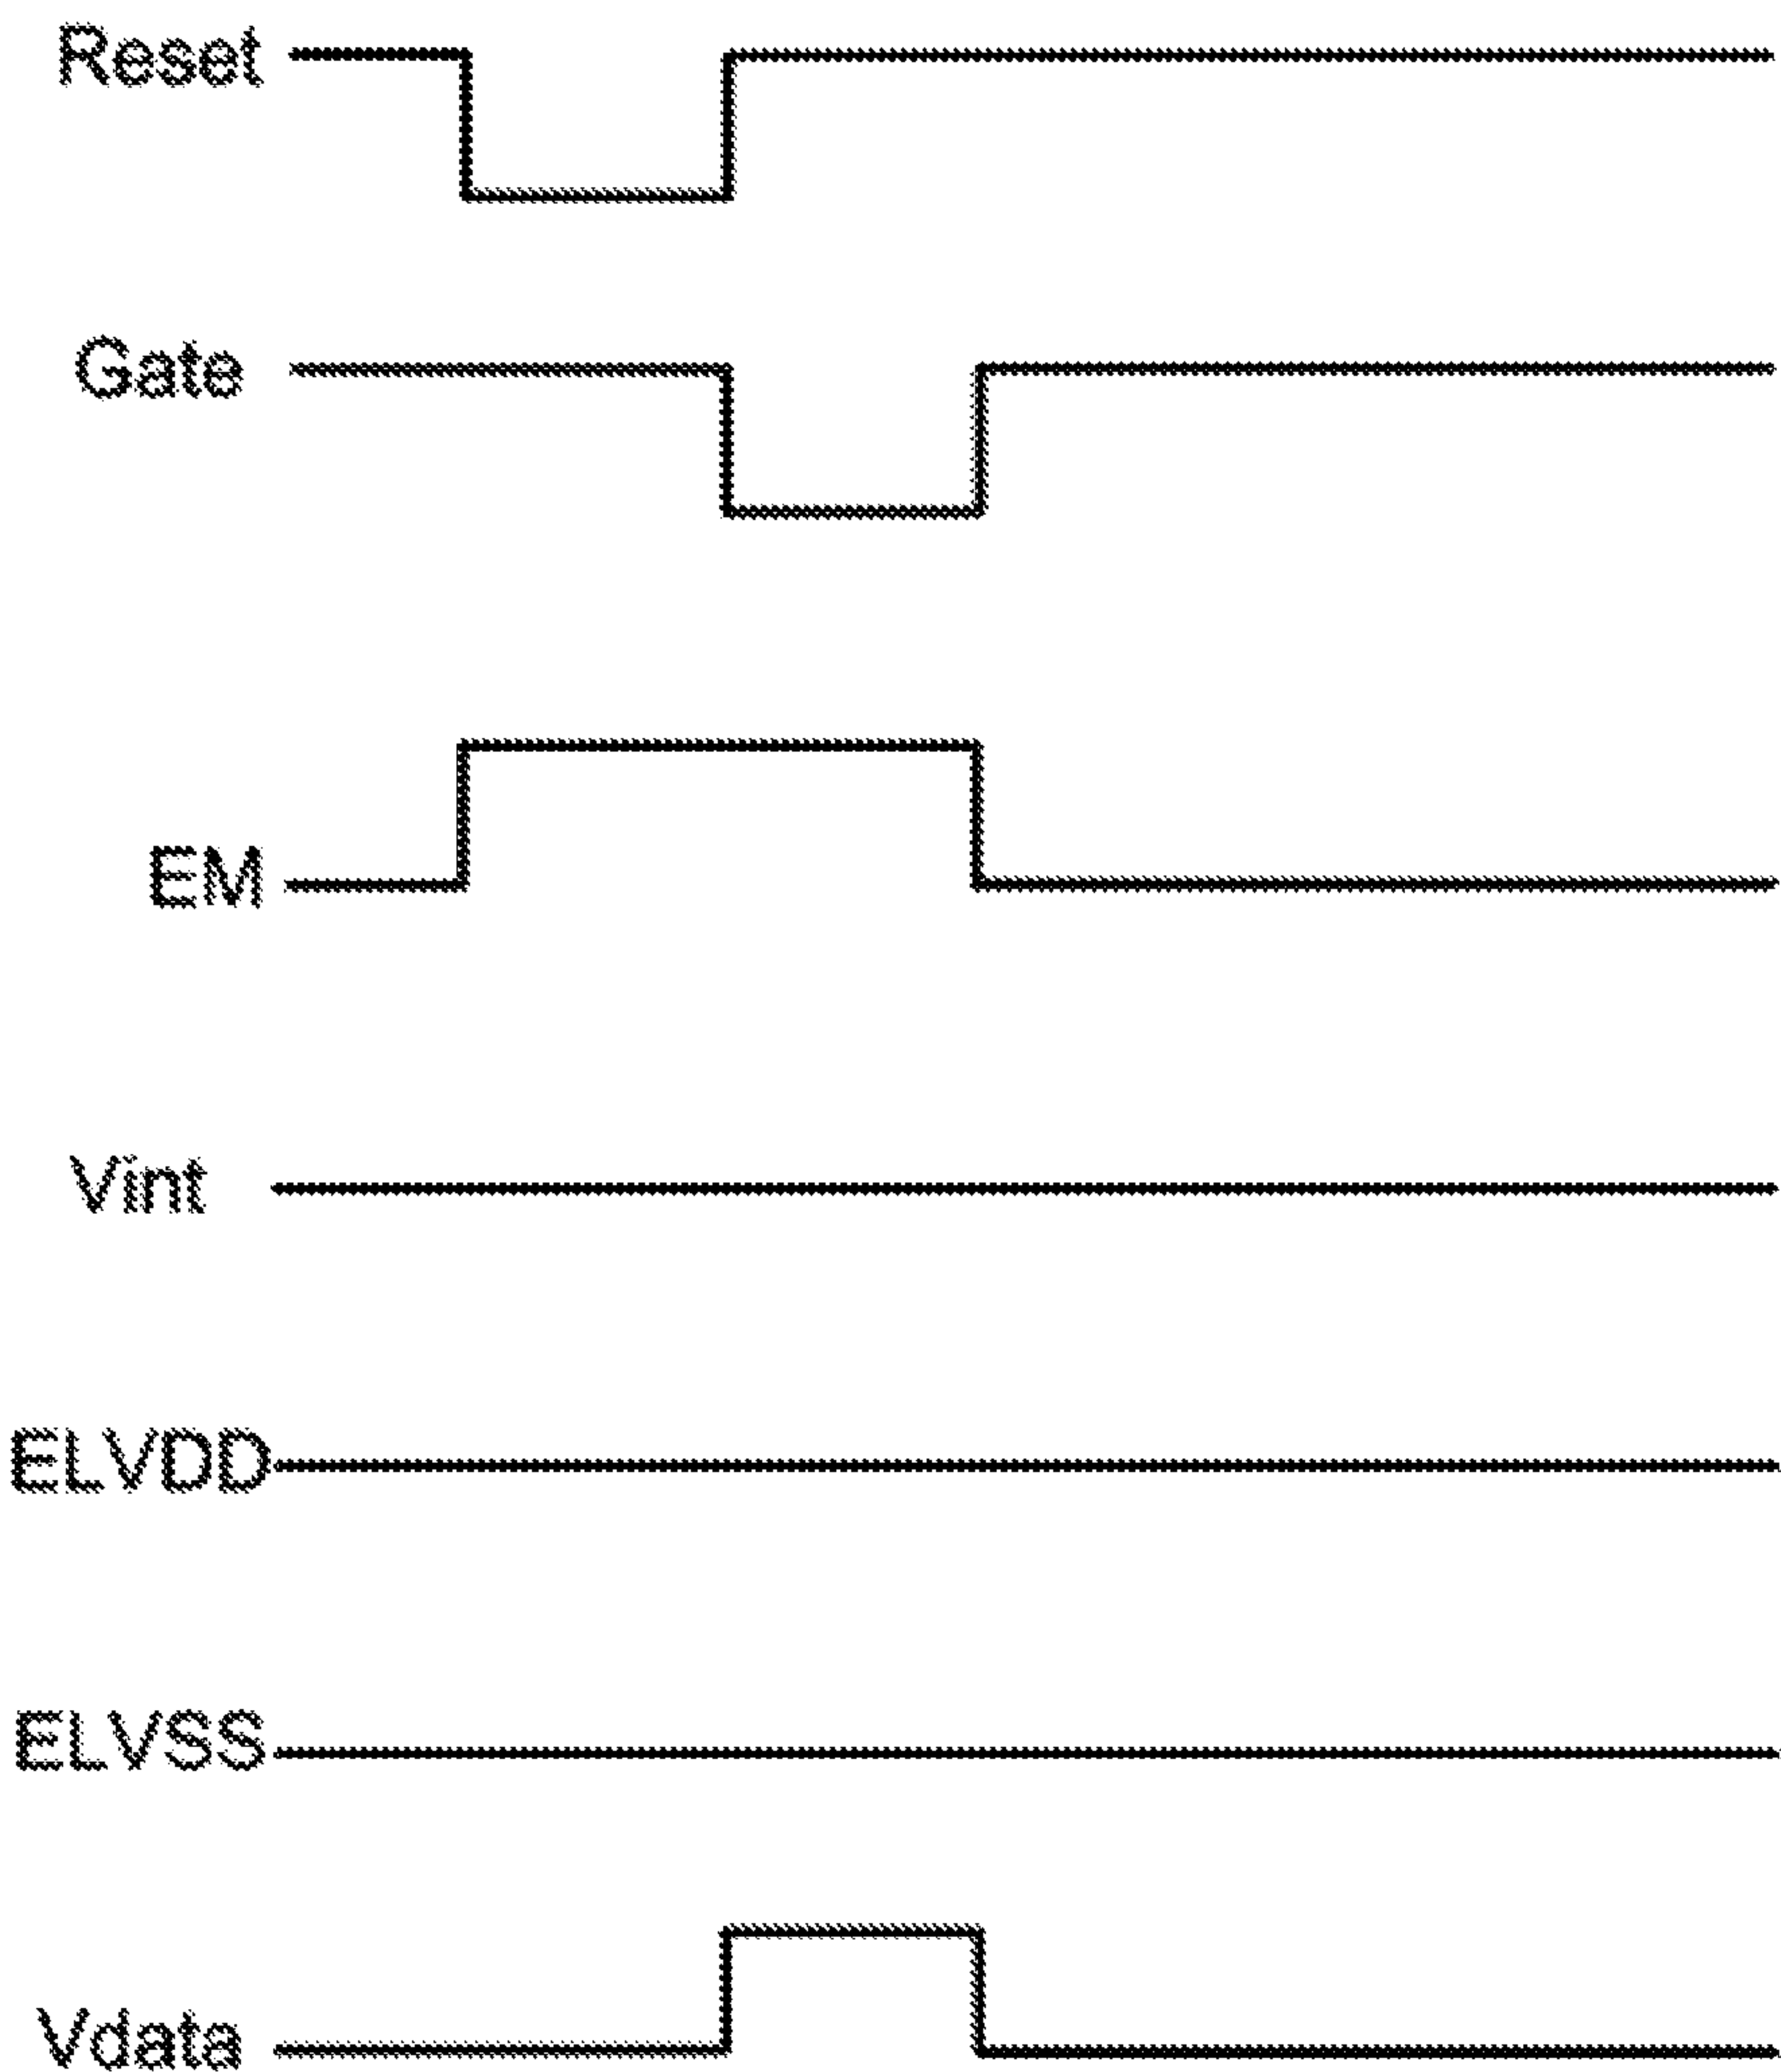 Reset
Gate
EM
Vint
ELVDD
ELVSS
Vdata